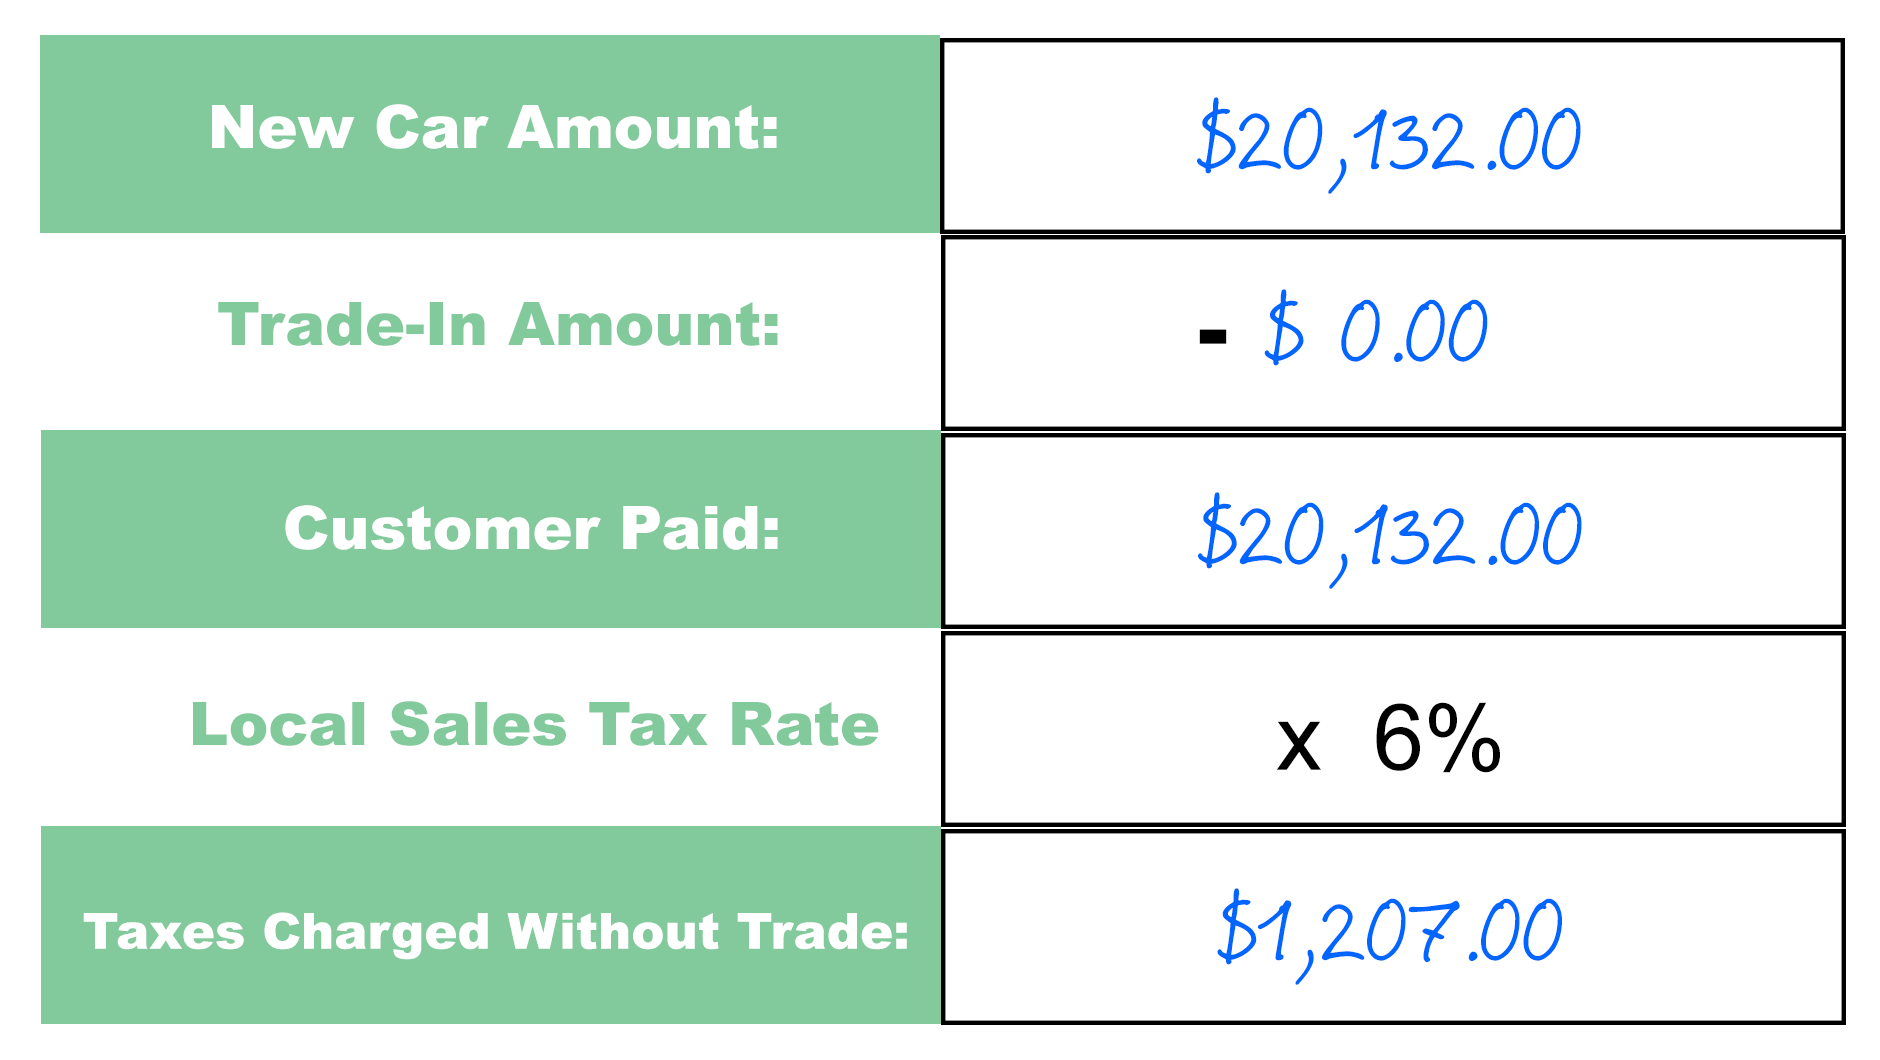 New Car Amount: $20,132.00
Trade-In Amount: - $ 0.00
Customer Paid: $20,132.00
Local Sales Tax Rate x 6%
Taxes Charged Without Trade: $1,207.00